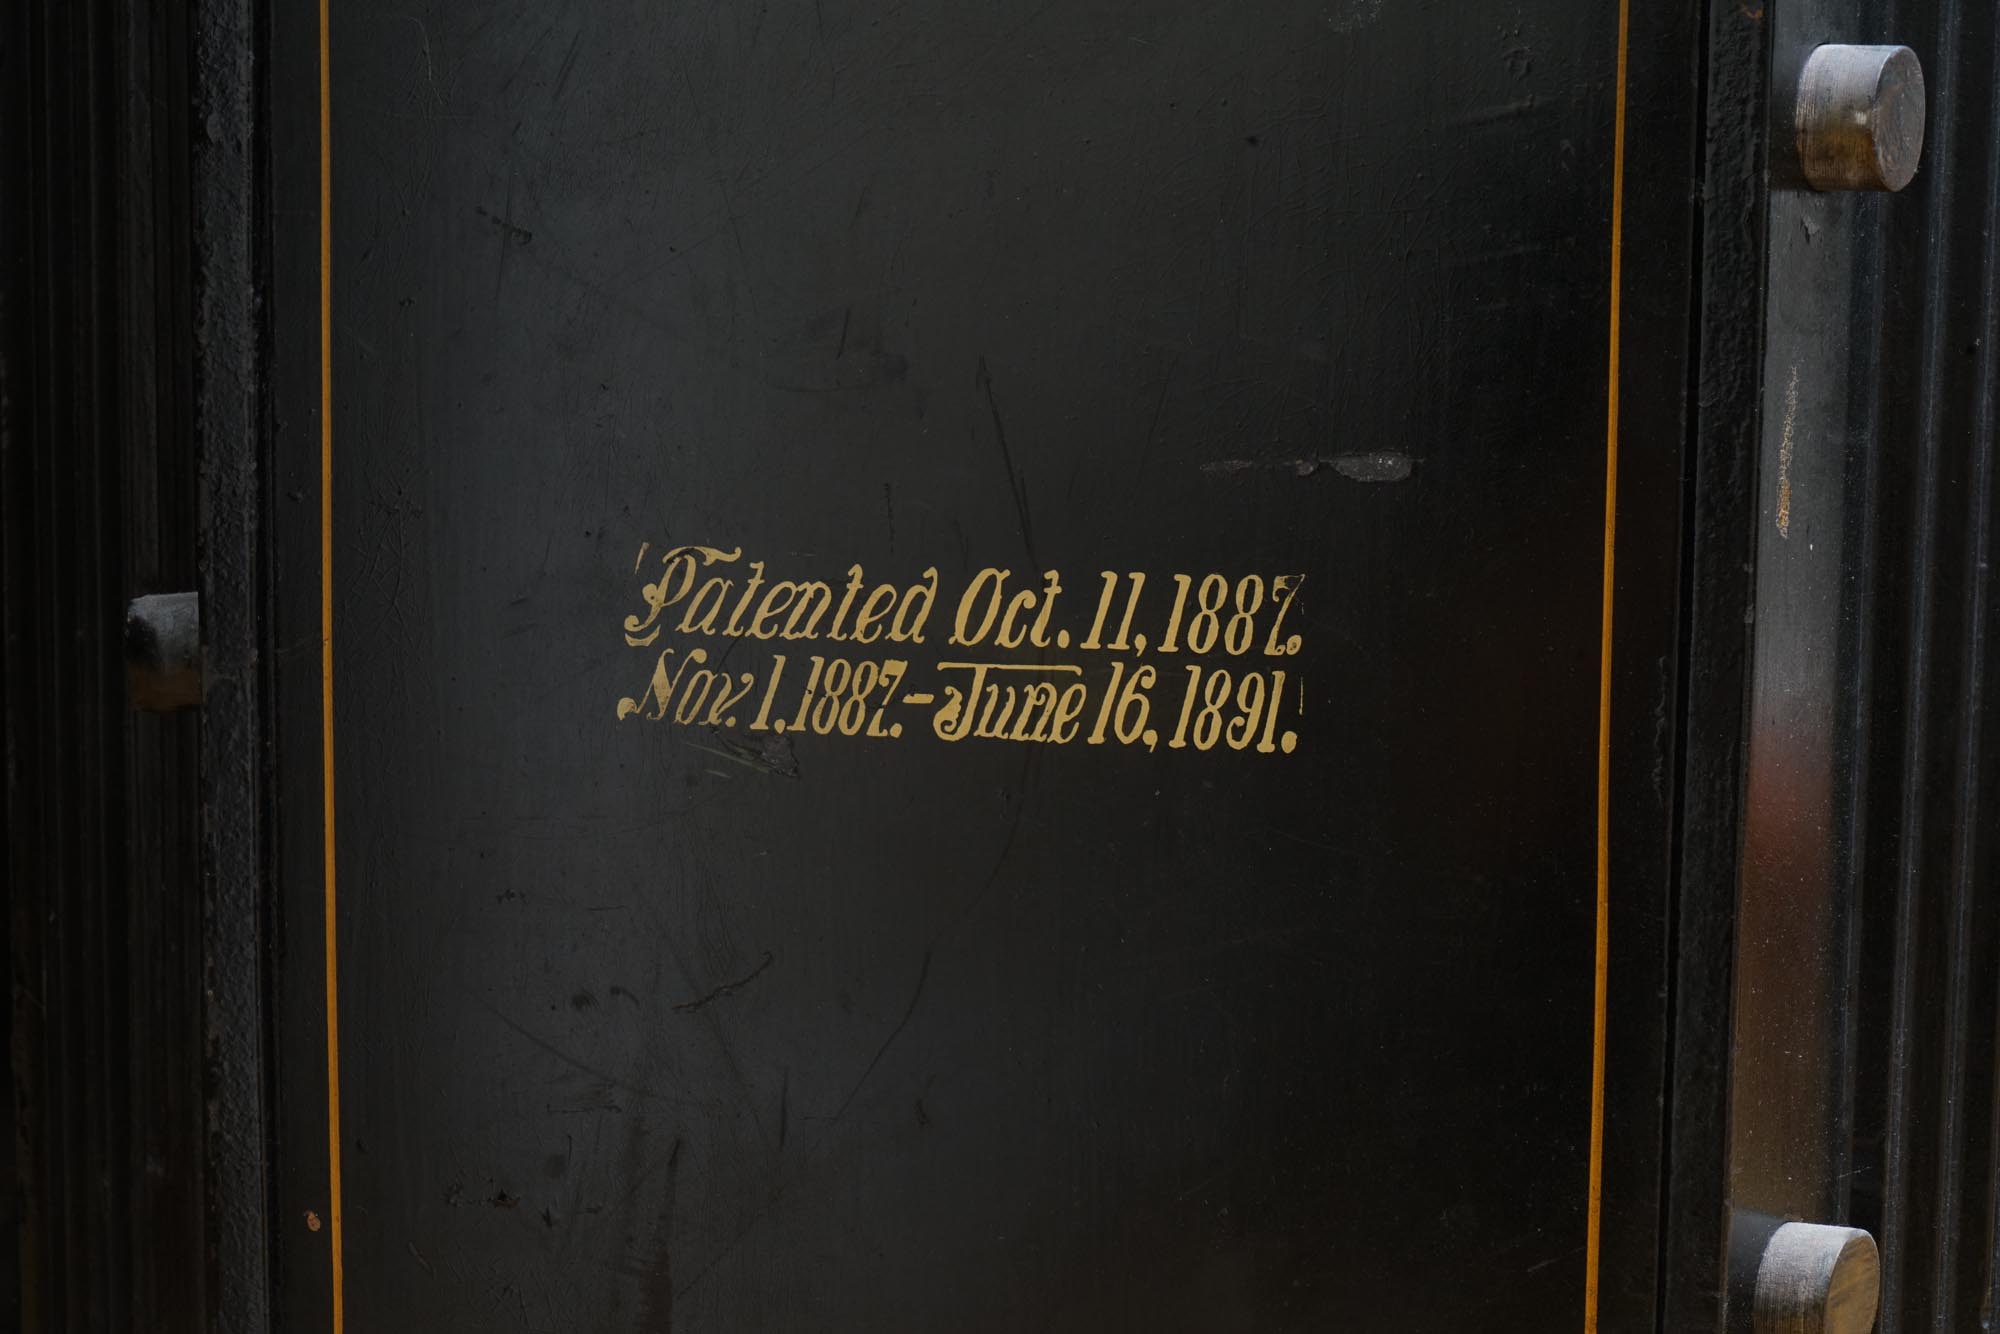 Patented Oct. 11, 1887.
Nov. 1. 1887.-June 16, 1891.